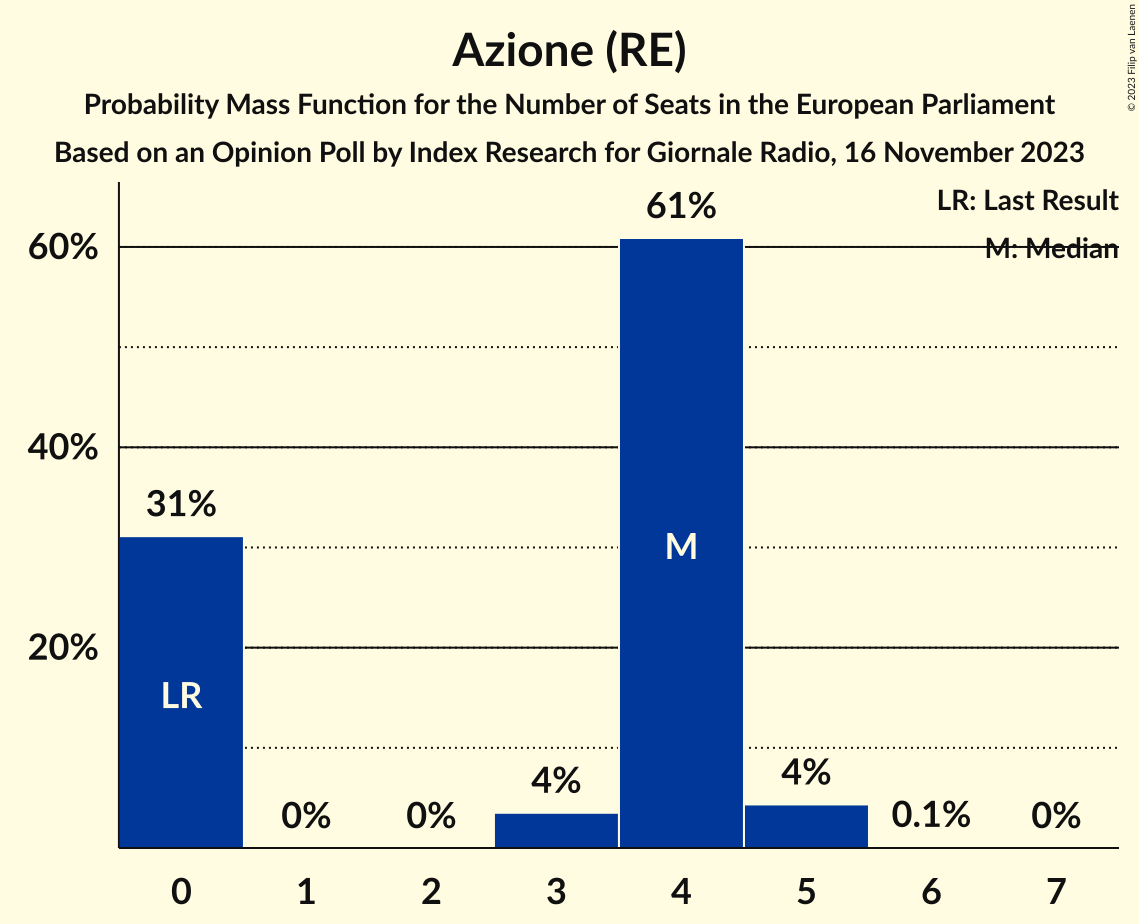 Azione (RE)
Probability Mass Function for the Number of Seats in the European Parliament
Based on an Opinion Poll by Index Research for Giornale Radio, 16 November 2023
© 2023 Filip van Laenen
LR: Last Result
M: Median
60%
40%
20%
31%
0%
0%
4%
61%
4%
0.1%
0%
LR
M
0 1 2 3 4 5 6 7